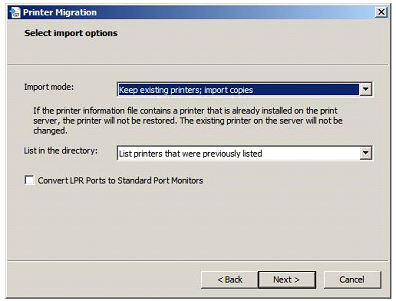 Printer Migration
Select import options
Import mode:
Keep existing printers; import copies
If the printer information file contains a printer that is already installed on the print
server, the printer will not be restored. The existing printer on the server will not be
changed.
List in the directory:
List printers that were previously listed
Convert LPR Ports to Standard Port Monitors
< Back
Next >
Cancel